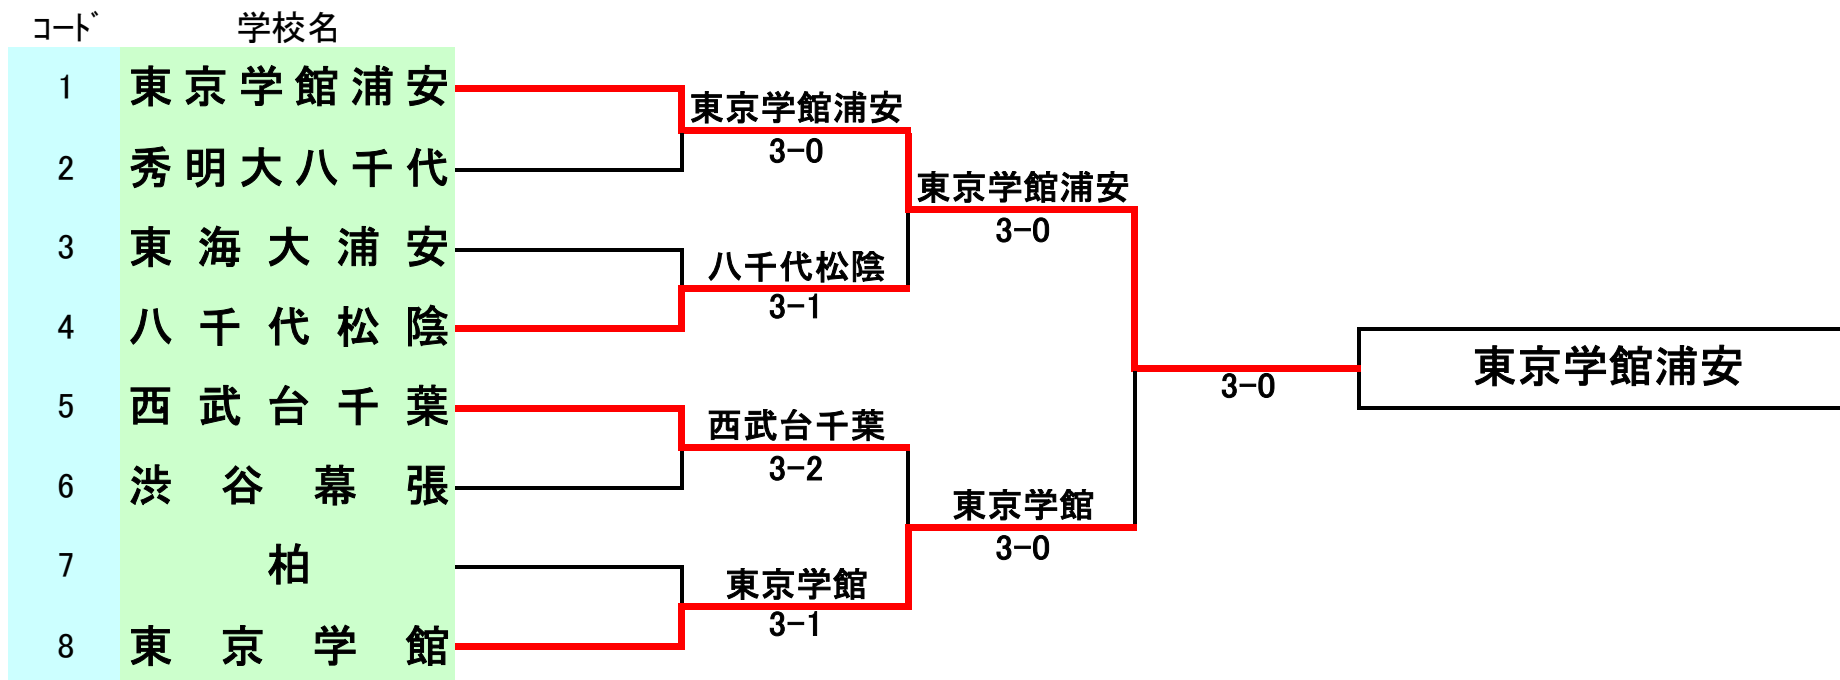 コード 学校名
1 東京学館浦安
2 秀明大八千代
3 東海大浦安
4 八千代松陰
5 西武台千葉
6 渋谷幕張
7 柏
8 東京学館
東京学館浦安
3-0
八千代松陰
3-1
西武台千葉
3-2
東京学館
3-1
東京学館浦安
3-0
東京学館
3-0
3-0
東京学館浦安